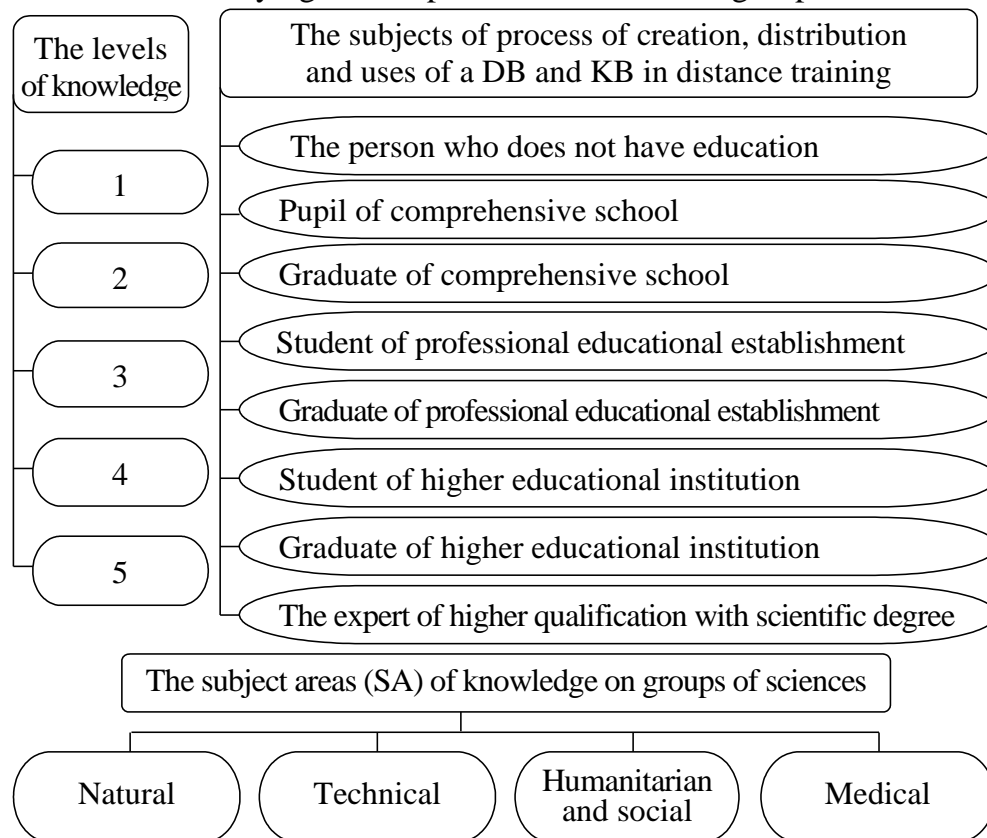 The levels
of knowledge
The subjects of process of creation, distribution
and uses of a DB and KB in distance training
1
2
3
4
5
The person who does not have education
Pupil of comprehensive school
Graduate of comprehensive school
Student of professional educational establishment
Graduate of professional educational establishment
Student of higher educational institution
Graduate of higher educational institution
The expert of higher qualification with scientific degree
The subject areas (SA) of knowledge on groups of sciences
Natural
Technical
Humanitarian
and social
Medical